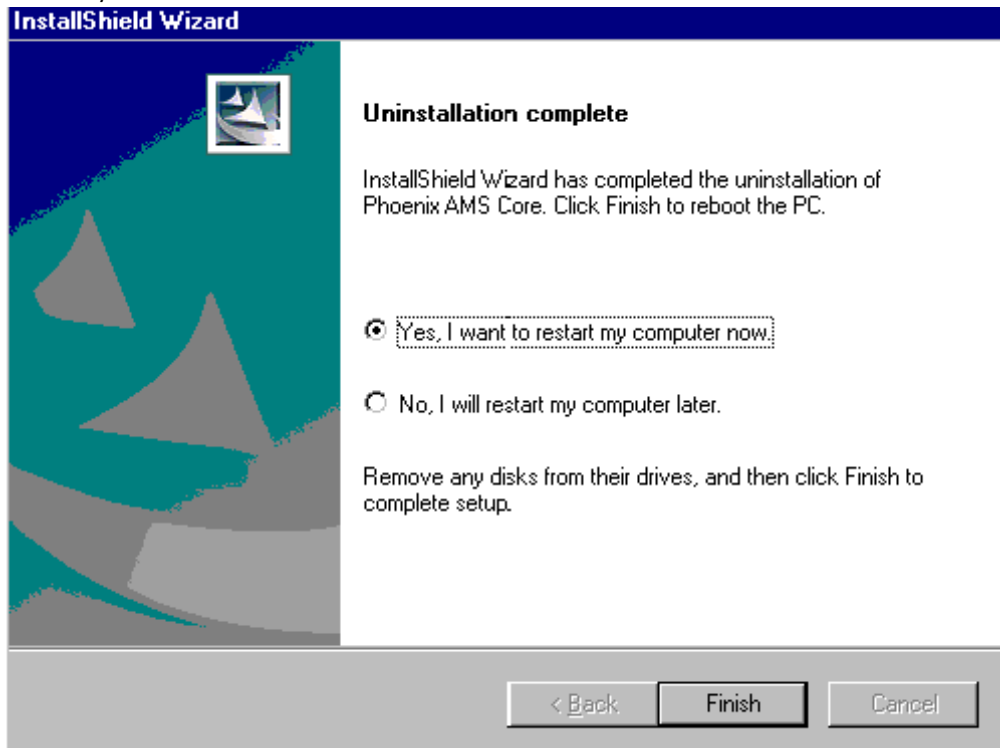 InstallShield Wizard
Uninstallation complete
InstallShield Wizard has completed the uninstallation of
Phoenix AMS Core. Click Finish to reboot the PC.
Yes, I want to restart my computer now.
No, I will restart my computer later.
Remove any disks from their drives, and then click Finish to
complete setup.
< Back
Finish
Cancel